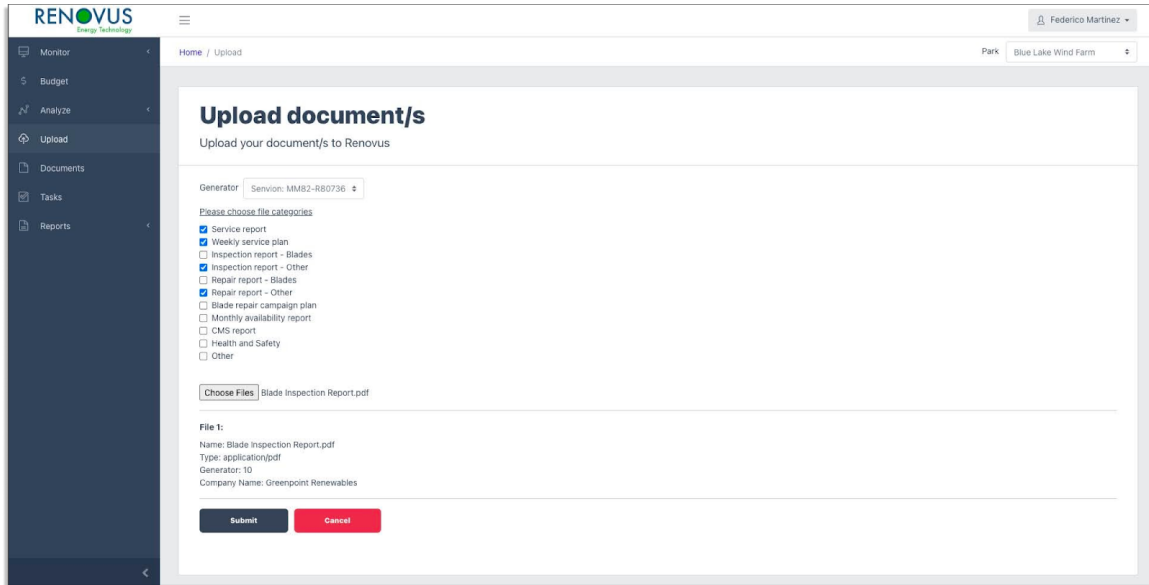 RENOVUS
Energy Technology
Federico Martinez
Monitor
Home / Upload
Park Blue Lake Wind Farm
$ Budget
Analyze
Upload
Documents
Tasks
Reports
Upload document/s
Upload your document/s to Renovus
Generator Senvion: MM82-R80736
Please choose file categories
Service report
Weekly service plan
Inspection report - Blades
Inspection report - Other
Repair report - Blades
Repair report - Other
Blade repair campaign plan
Monthly availability report
CMS report
Health and Safety
Other
Choose Files Blade Inspection Report.pdf
File 1:
Name: Blade Inspection Report.pdf
Type: application/pdf
Generator: 10
Company Name: Greenpoint Renewables
Submit
Cancel